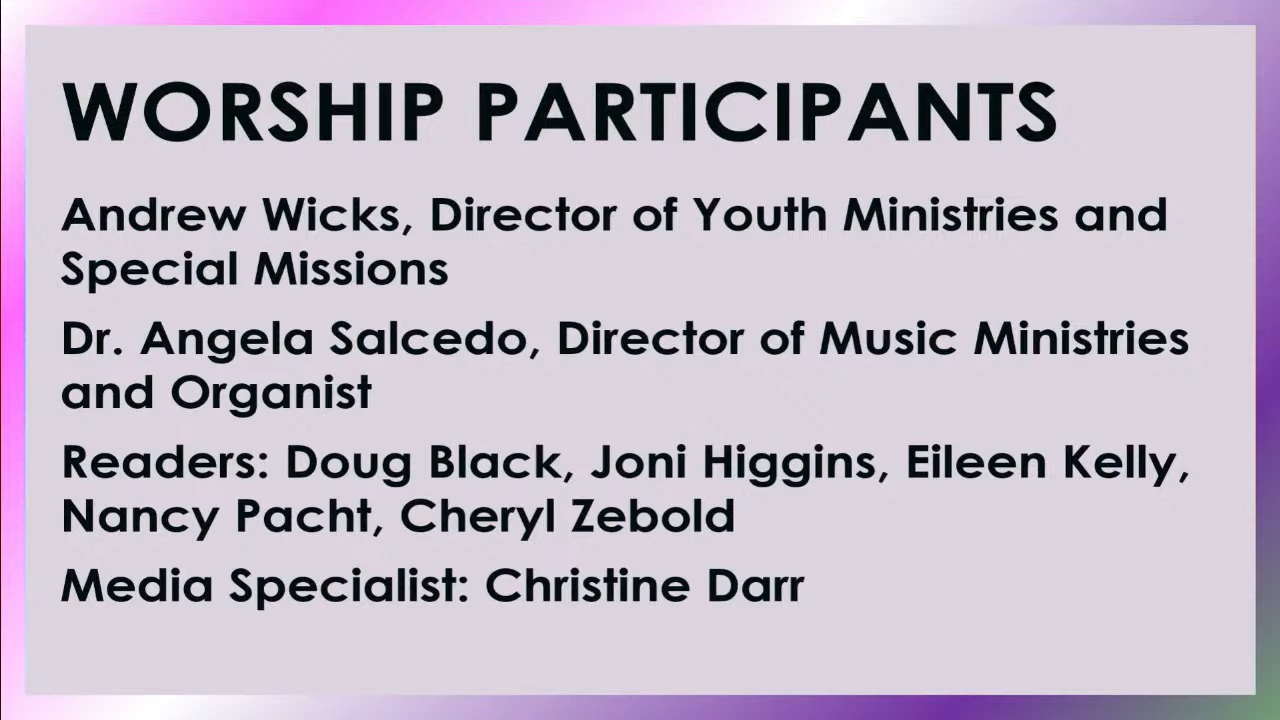 WORSHIP PARTICIPANTS
Andrew Wicks, Director of Youth Ministries and
Special Missions
Dr. Angela Salcedo, Director of Music Ministries
and Organist
Readers: Doug Black, Joni Higgins, Eileen Kelly,
Nancy Pacht, Cheryl Zebold
Media Specialist: Christine Darr